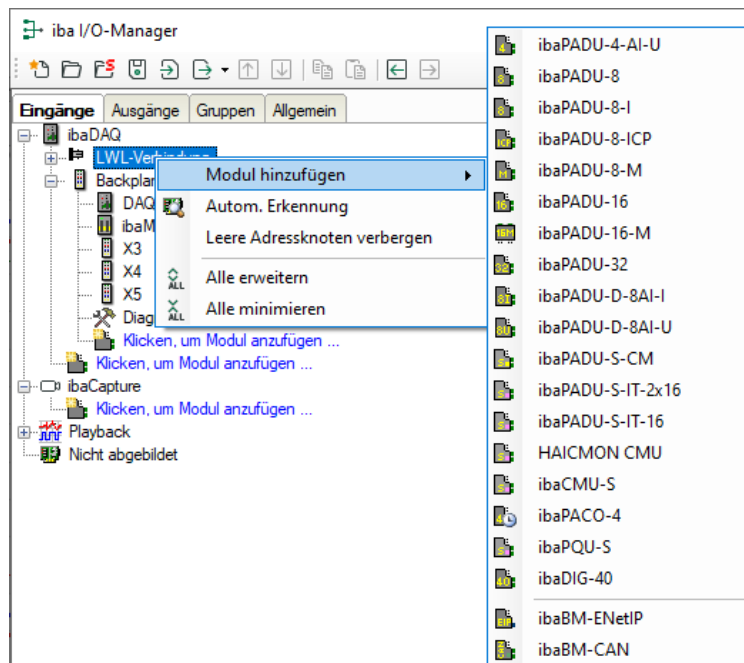 iba I/O-Manager
Eingänge Ausgänge Gruppen Allgemein
ibaDAQ
LWL-Verbindung
Backplan
DAQ
ibaM
X3
X4
X5
Diag
Klicken, um Modul anzufügen ...
Klicken, um Modul anzufügen ...
ibaCapture
Klicken, um Modul anzufügen ...
Playback
Nicht abgebildet
Modul hinzufügen
Autom. Erkennung
Leere Adressknoten verbergen
Alle erweitern
Alle minimieren
ibaPADU-4-AI-U
ibaPADU-8
ibaPADU-8-I
ibaPADU-8-ICP
ibaPADU-8-M
ibaPADU-16
ibaPADU-16-M
ibaPADU-32
ibaPADU-D-8AI-I
ibaPADU-D-8AI-U
ibaPADU-S-CM
ibaPADU-S-IT-2x16
ibaPADU-S-IT-16
HAICMON CMU
ibaCMU-S
ibaPACO-4
ibaPQU-S
ibaDIG-40
ibaBM-ENetIP
ibaBM-CAN